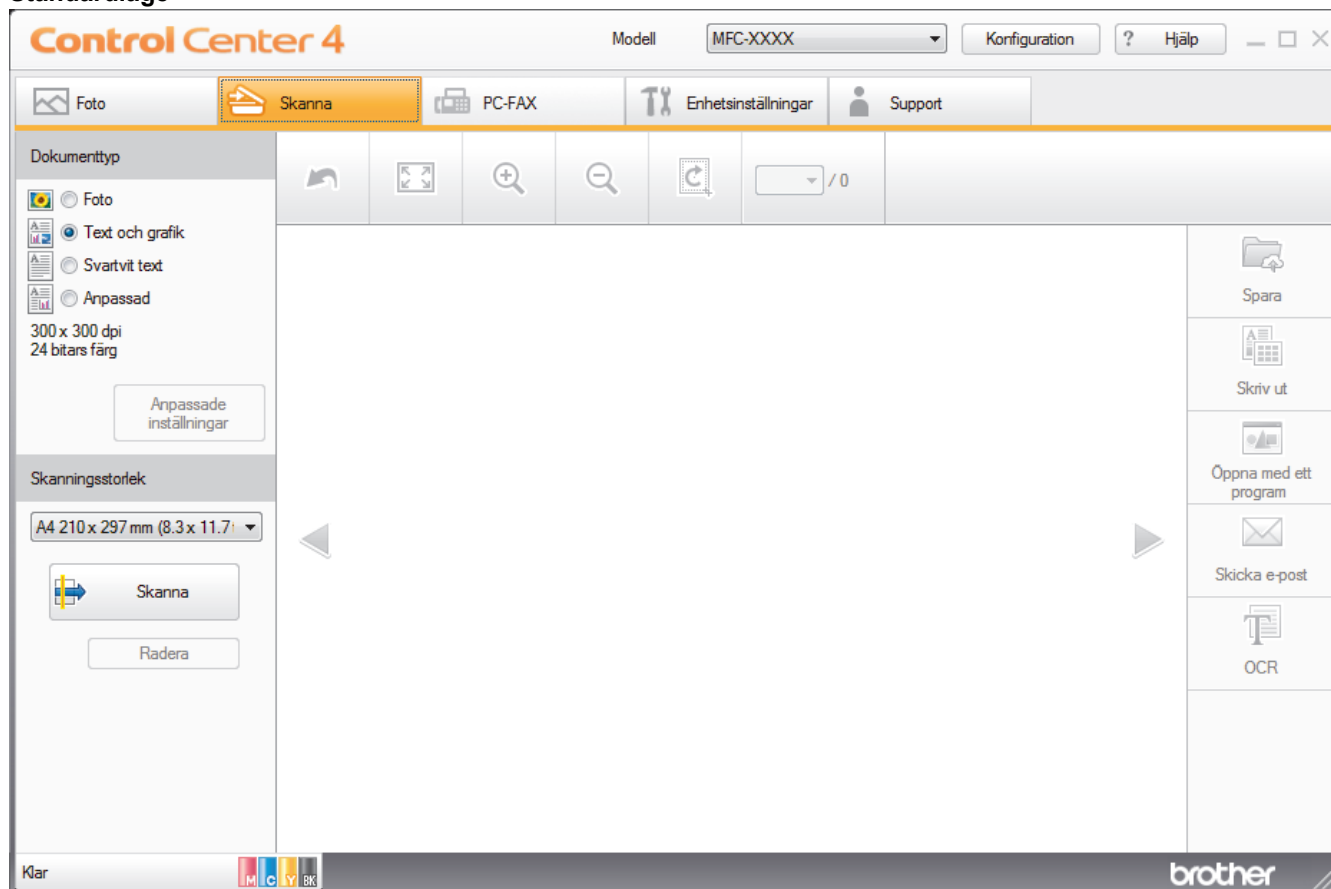 Control Center 4
Modell
MFC-XXXX
Konfiguration
? Hjälp
Foto
Skanna
PC-FAX
Enhetsinställningar
Support
Dokumenttyp
/ 0
Foto
Text och grafik
Svartvit text
Anpassad
300 x 300 dpi
24 bitars färg
Anpassade
inställningar
Skanningsstorlek
A4 210 x 297 mm (8.3 x 11.7
Skanna
Radera
Spara
Skriv ut
Öppna med ett
program
Skicka e-post
OCR
Klar
M C Y BK
brother